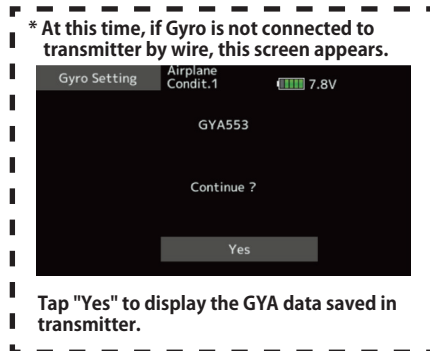 * At this time, if Gyro is not connected to
transmitter by wire, this screen appears.
Gyro Setting
Airplane
Condit.1
7.8V
GYA553
Continue ?
Yes
Tap "Yes" to display the GYA data saved in
transmitter.